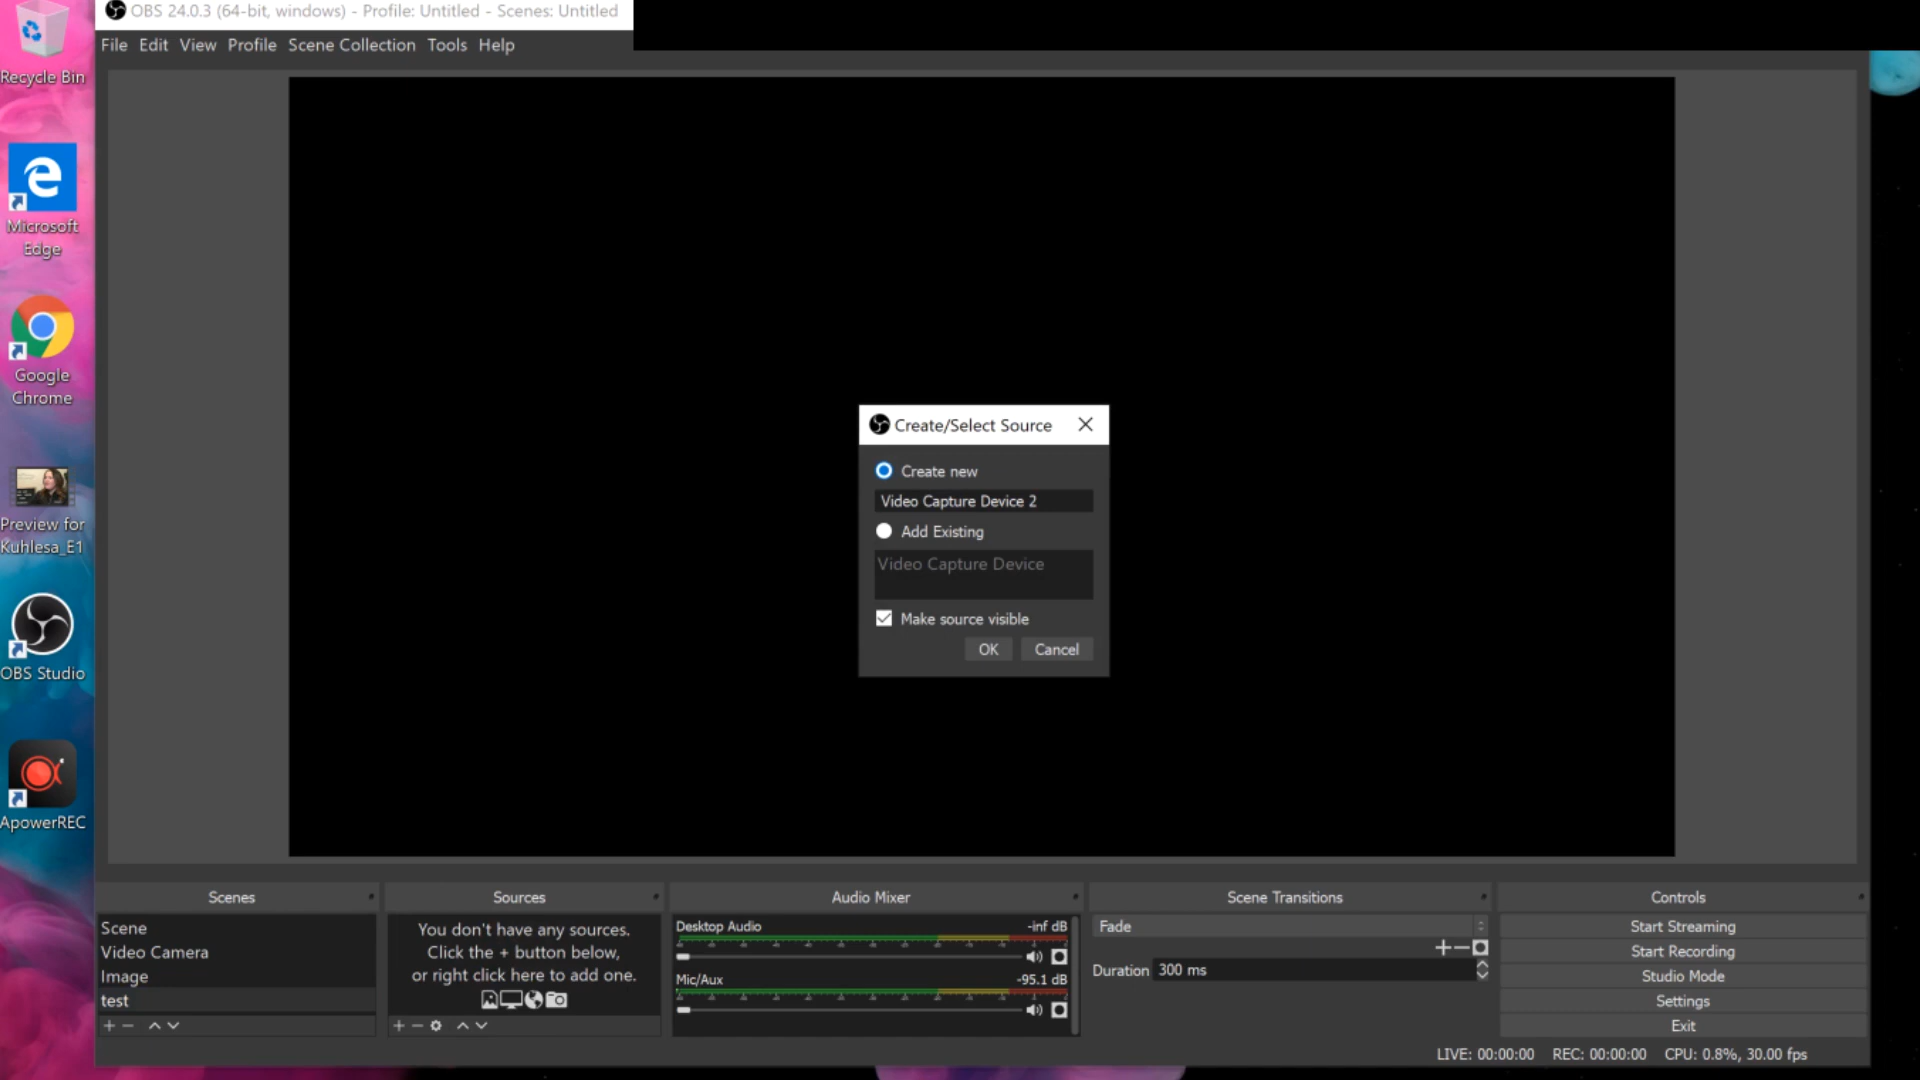 OBS 24.0.3 (64-bit, windows) - Profile: Untitled - Scenes: Untitled
File Edit View Profile Scene Collection Tools Help
Recycle Bin
Microsoft
Edge
Google
Chrome
Preview for
Kuhlesa_E1
OBS Studio
ApowerREC
Create/Select Source
Create new
Video Capture Device 2
Add Existing
Video Capture Device
Make source visible
OK Cancel
Scenes
Scene
Video Camera
Image
test
Sources
You don't have any sources.
Click the + button below,
or right click here to add one.
Audio Mixer
Desktop Audio -inf dB
Mic/Aux -95.1 dB
Scene Transitions
Fade
Duration 300 ms
Controls
Start Streaming
Start Recording
Studio Mode
Settings
Exit
LIVE: 00:00:00 REC: 00:00:00 CPU: 0.8%, 30.00 fps